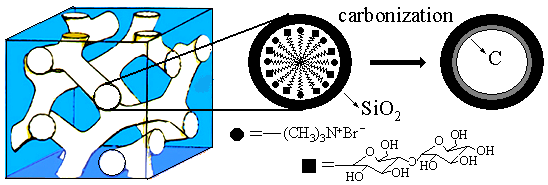 carbonization
C
SiO₂
=—(CH₃)₃N⁺Br⁻
=
OH
HO
O
HO
OH
O
OH
O
HO
OH
OH